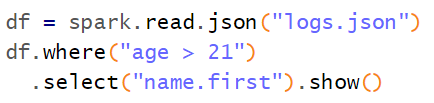 df = spark.read.json("logs.json")
df.where("age > 21")
  .select("name.first").show()